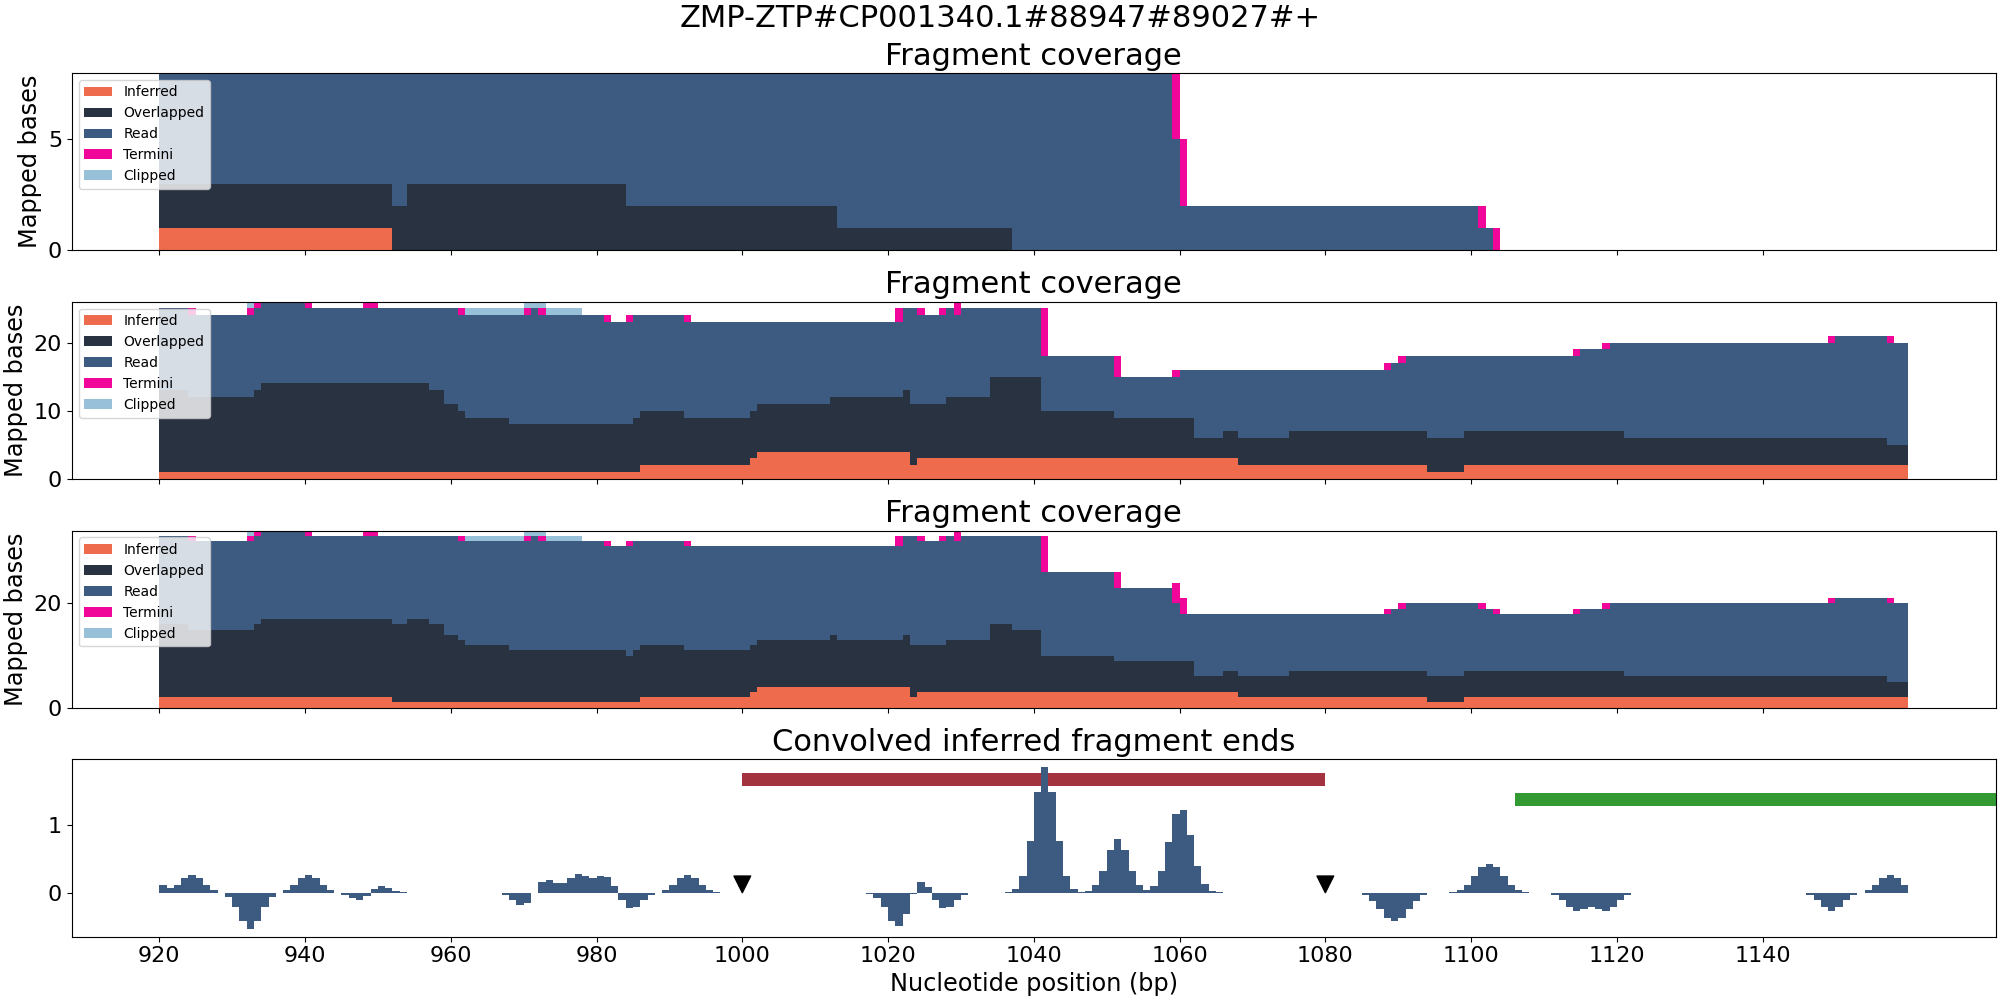 ZMP-ZTP#CP001340.1#88947#89027#+
Fragment coverage
Mapped bases
5
0
Inferred
Overlapped
Read
Termini
Clipped
Fragment coverage
Mapped bases
20
10
0
Inferred
Overlapped
Read
Termini
Clipped
Fragment coverage
Mapped bases
20
0
Inferred
Overlapped
Read
Termini
Clipped
Convolved inferred fragment ends
1
0
920 940 960 980 1000 1020 1040 1060 1080 1100 1120 1140
Nucleotide position (bp)